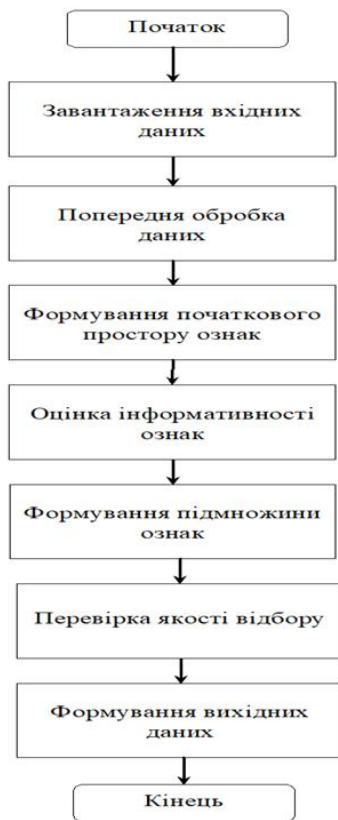 Початок
Завантаження вхідних
даних
Попередня обробка
даних
Формування початкового
простору ознак
Оцінка інформативності
ознак
Формування підмножини
ознак
Перевірка якості відбору
Формування вихідних
даних
Кінець